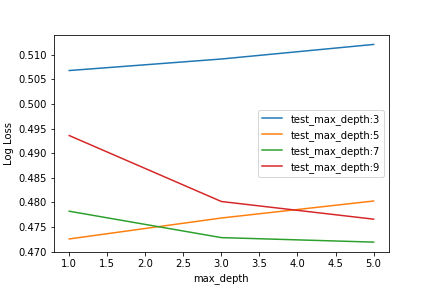 0.510
0.505
0.500
0.495
0.490
0.485
0.480
0.475
0.470
Log Loss
test_max_depth:3
test_max_depth:5
test_max_depth:7
test_max_depth:9
1.0 1.5 2.0 2.5 3.0 3.5 4.0 4.5 5.0
max_depth